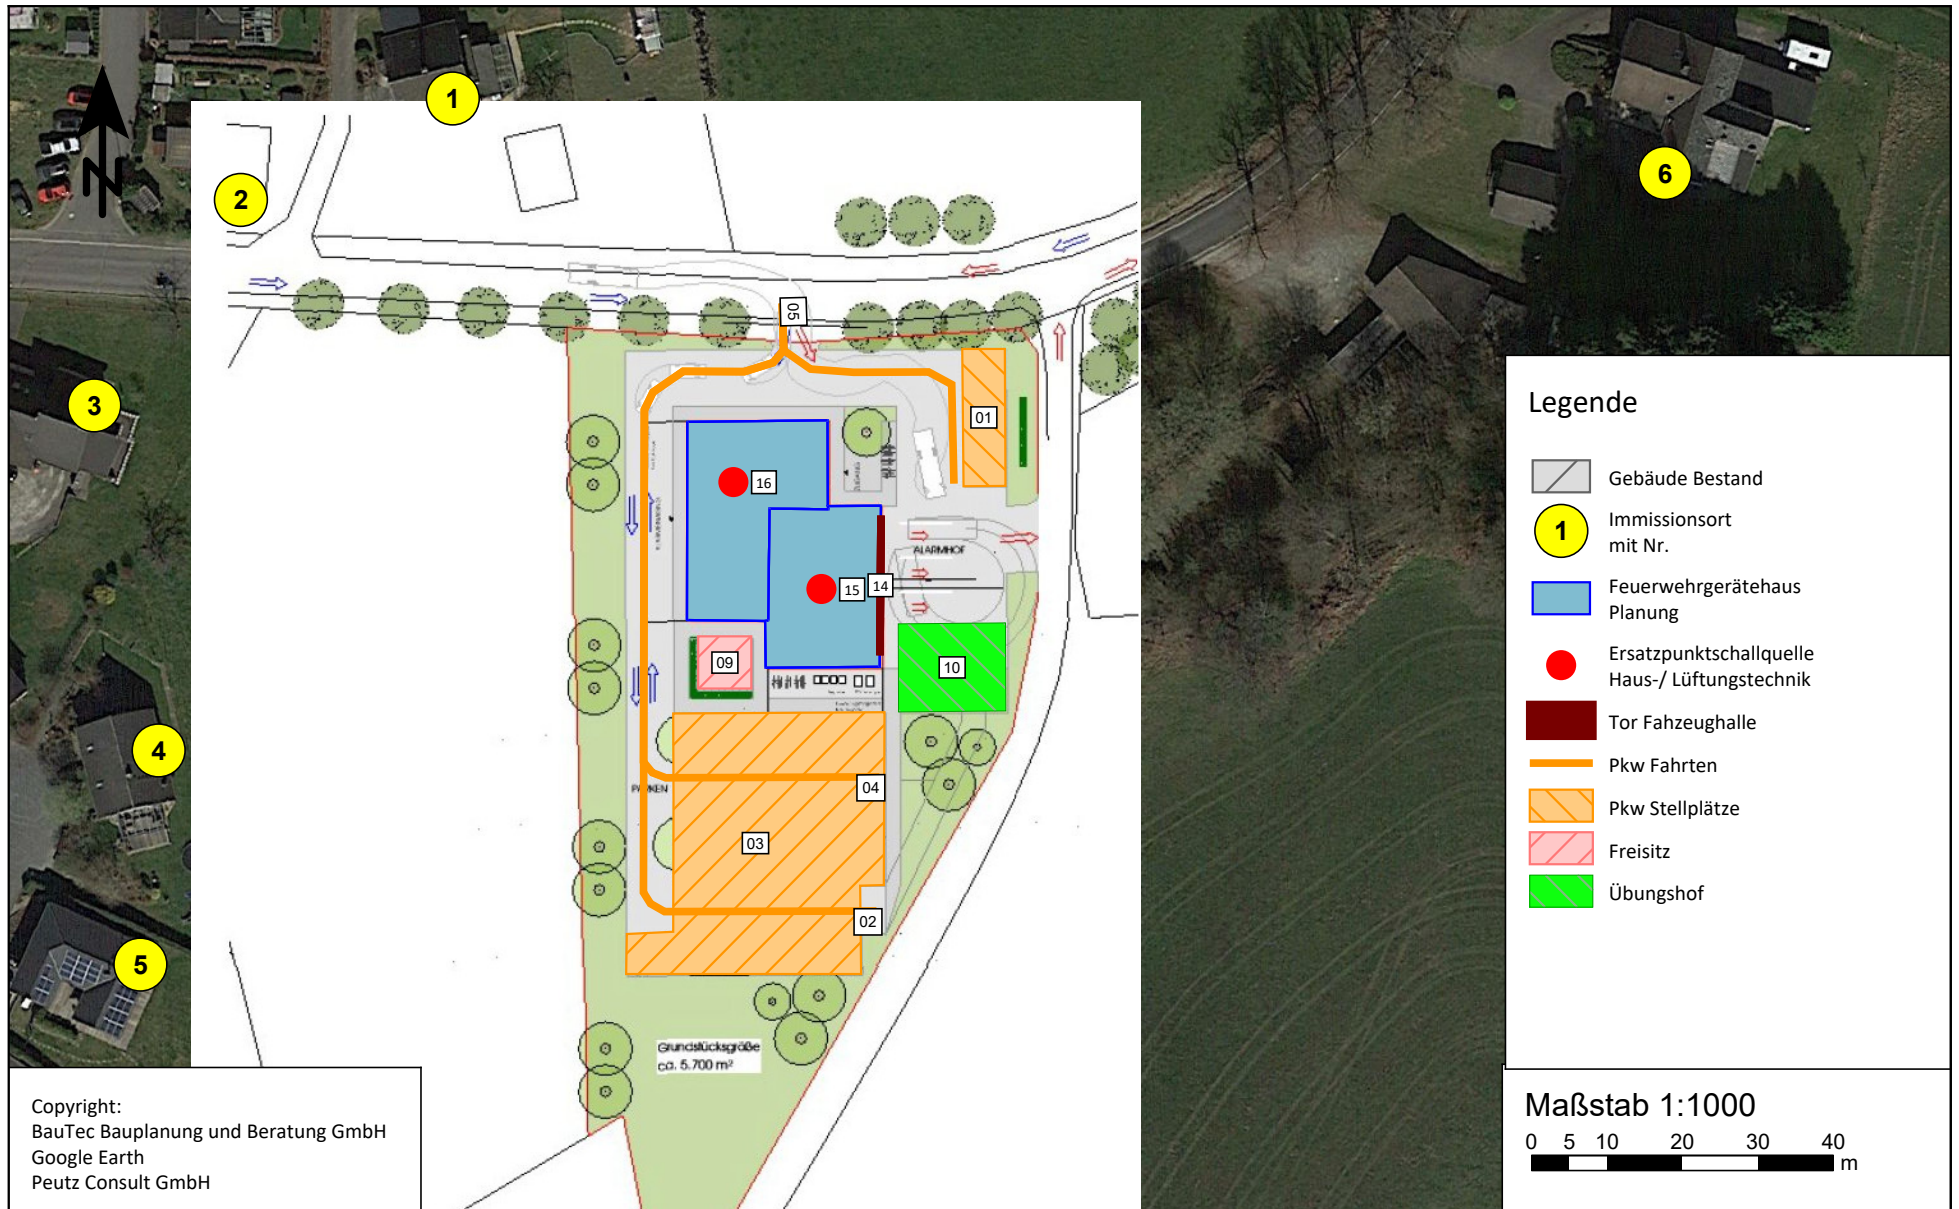 N
1
2
3
4
5
6
05
01
16
ZUGANG
ALARMHOF
15
14
09
10
PARKEN
04
03
02
Grundstücksgröße
ca. 5.700 m²
Legende
Gebäude Bestand
1
Immissionsort
mit Nr.
Feuerwehrgerätehaus
Planung
Ersatzpunktschallquelle
Haus-/ Lüftungstechnik
Tor Fahzeughalle
Pkw Fahrten
Pkw Stellplätze
Freisitz
Übungshof
Maßstab 1:1000
0 5 10 20 30 40
m
Copyright:
BauTec Bauplanung und Beratung GmbH
Google Earth
Peutz Consult GmbH